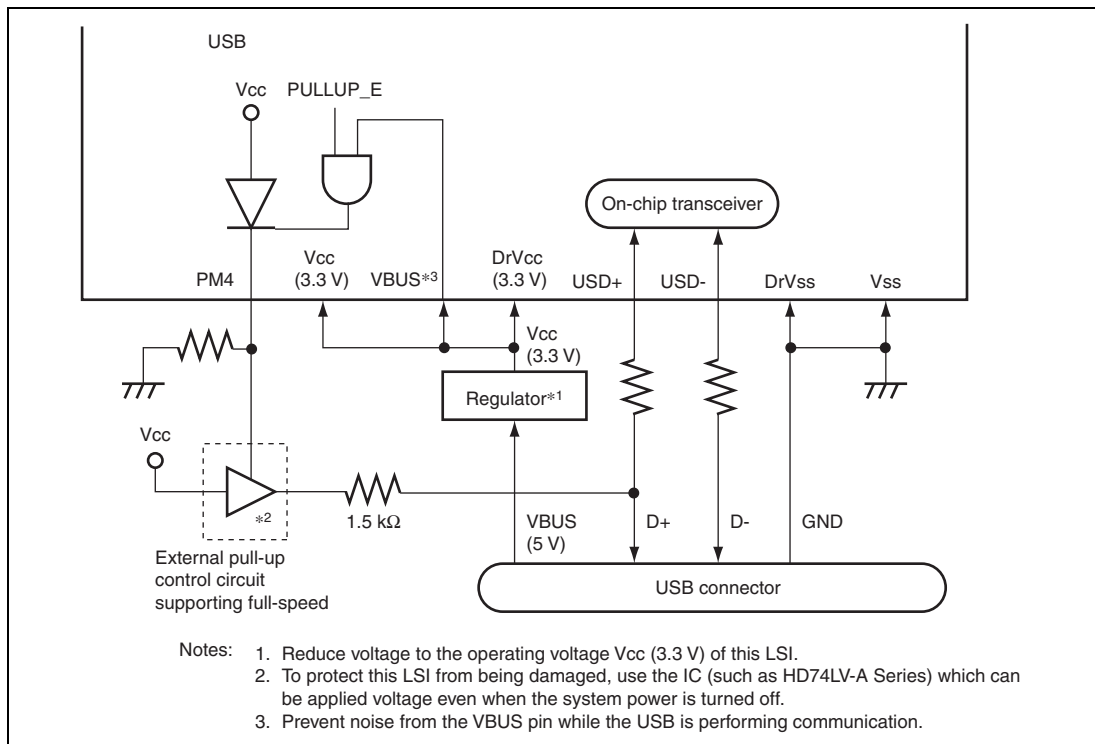 USB
Vcc
PULLUP_E
On-chip transceiver
PM4
Vcc
(3.3 V)
VBUS*3
DrVcc
(3.3 V)
USD+
USD-
DrVss
Vss
Vcc
(3.3 V)
Regulator*1
Vcc
*2
1.5 kΩ
External pull-up
control circuit
supporting full-speed
VBUS
(5 V)
D+
D-
GND
USB connector
Notes: 1. Reduce voltage to the operating voltage Vcc (3.3 V) of this LSI.
2. To protect this LSI from being damaged, use the IC (such as HD74LV-A Series) which can
be applied voltage even when the system power is turned off.
3. Prevent noise from the VBUS pin while the USB is performing communication.